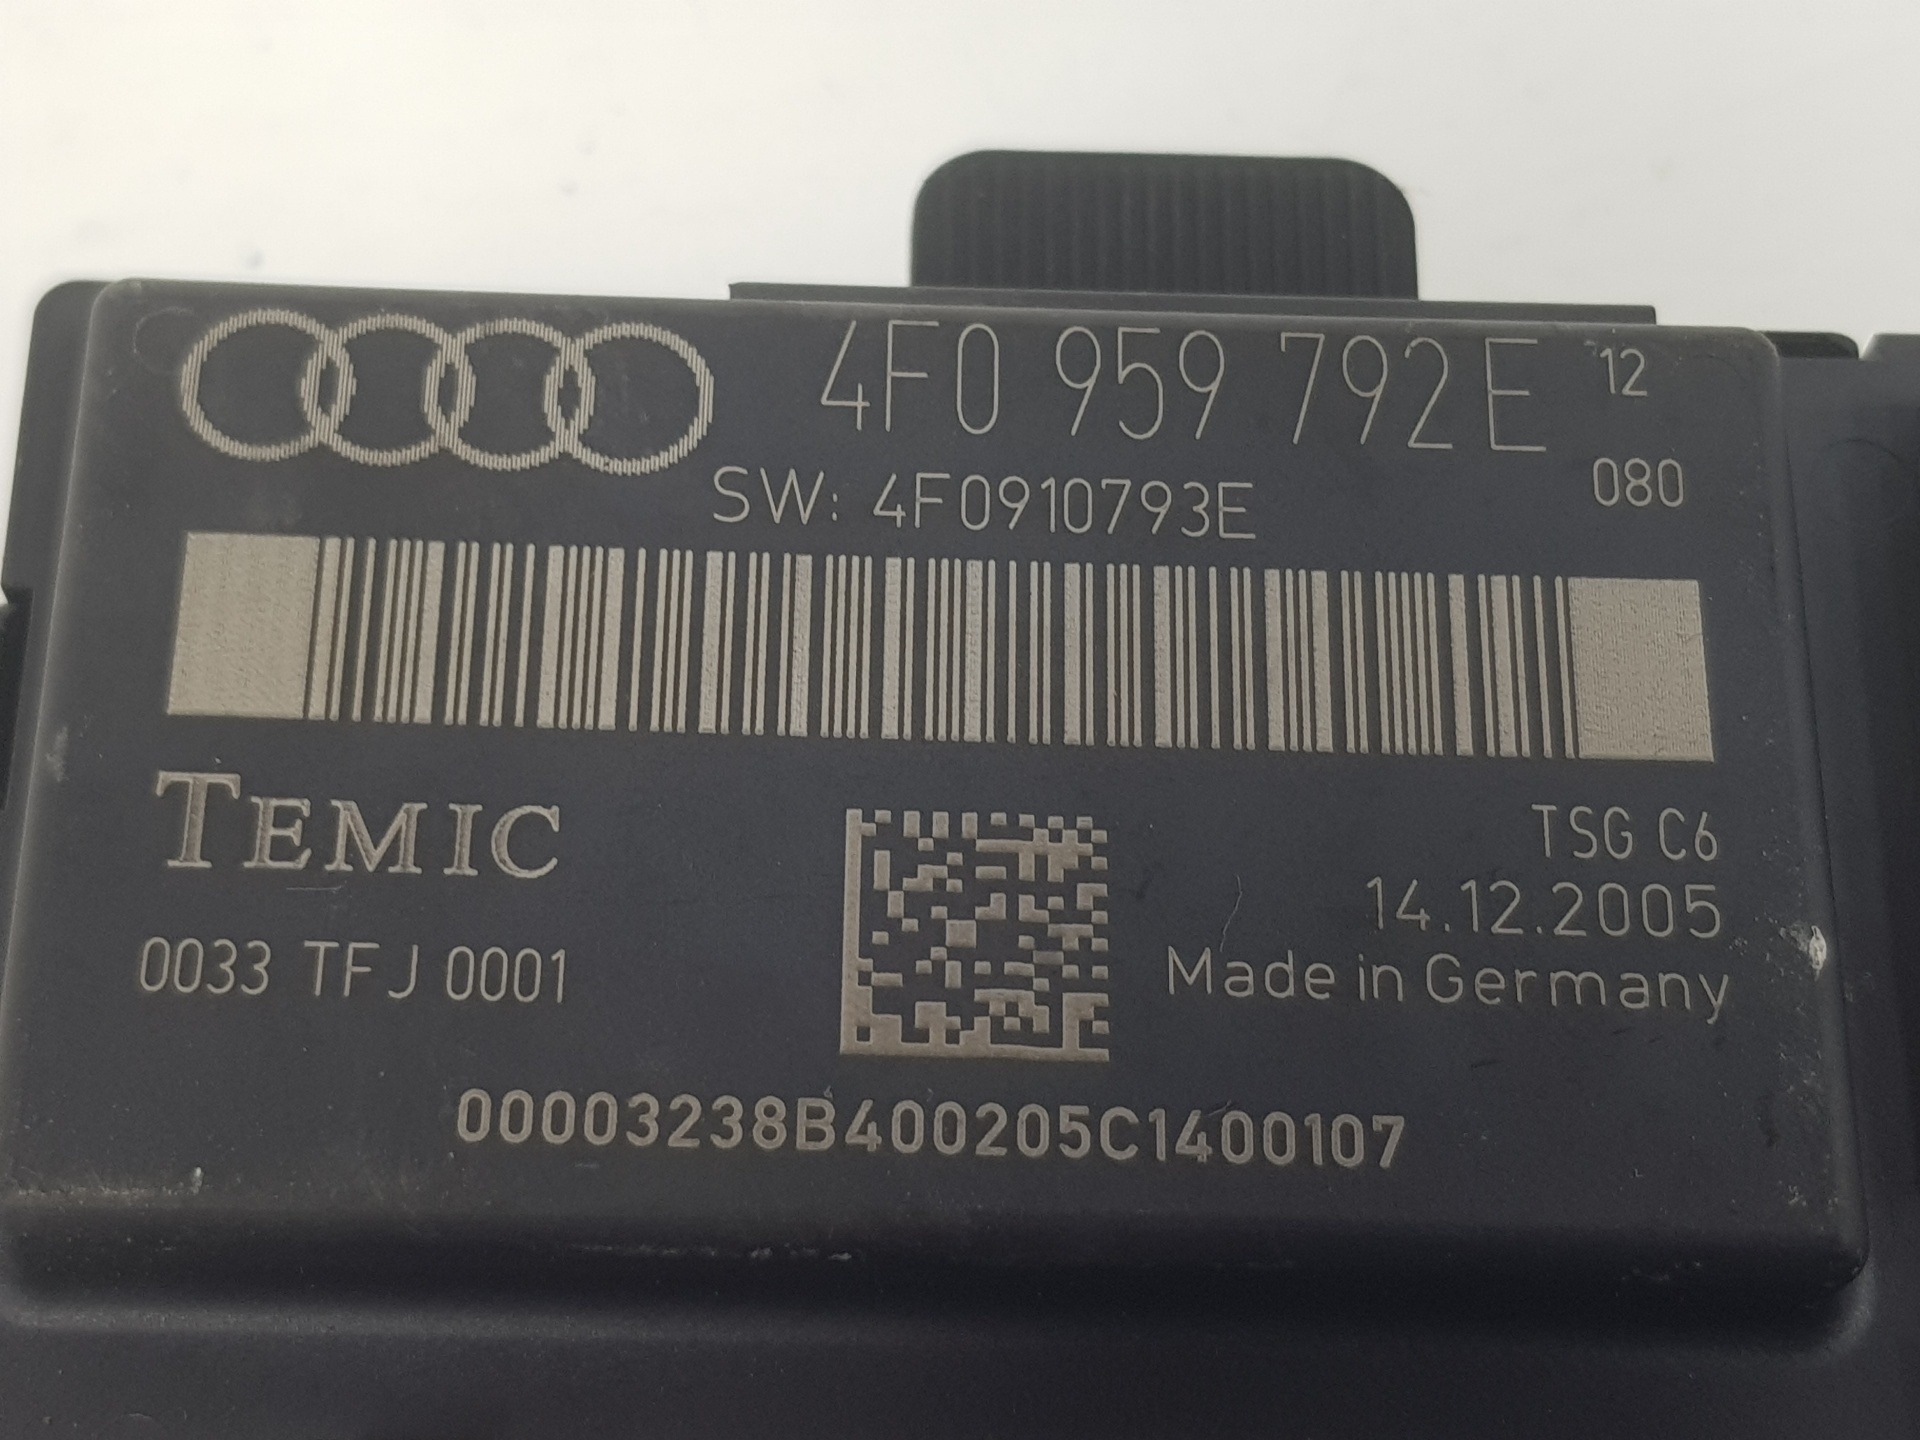 4F0 959 792E 12
SW: 4F0910793E 080
TEMIC
TSG C6
14.12.2005
0033 TFJ 0001
Made in Germany
00003238B400205C1400107